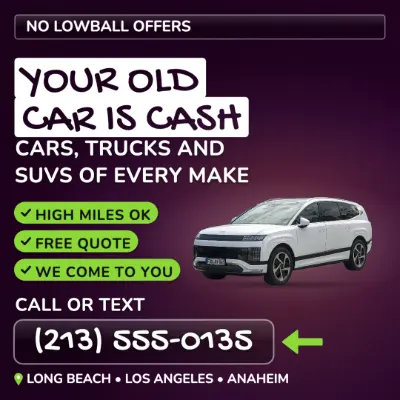 NO LOWBALL OFFERS
YOUR OLD
CAR IS CASH
CARS, TRUCKS AND
SUVS OF EVERY MAKE
HIGH MILES OK
FREE QUOTE
WE COME TO YOU
CALL OR TEXT
(213) 555-0135
LONG BEACH • LOS ANGELES • ANAHEIM